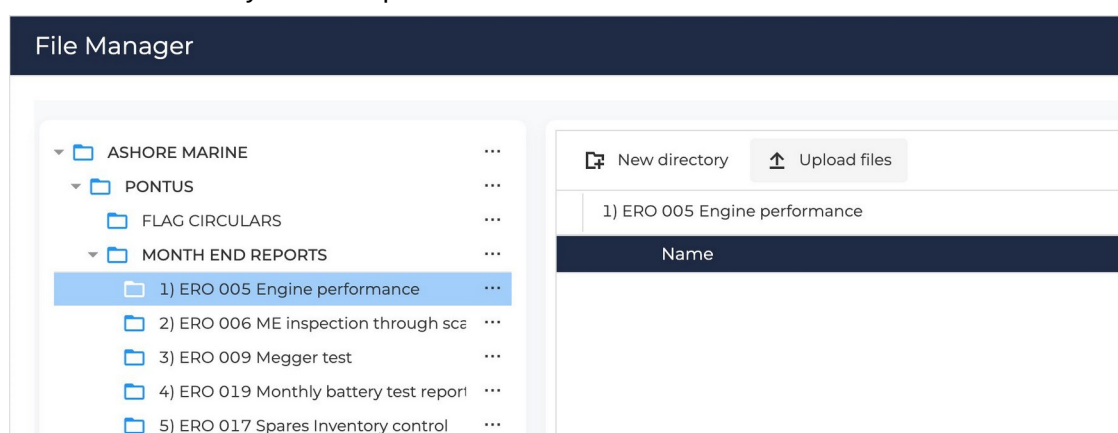 File Manager
ASHORE MARINE
PONTUS
FLAG CIRCULARS
MONTH END REPORTS
1) ERO 005 Engine performance
2) ERO 006 ME inspection through sca
3) ERO 009 Megger test
4) ERO 019 Monthly battery test report
5) ERO 017 Spares Inventory control
New directory
Upload files
1) ERO 005 Engine performance
Name